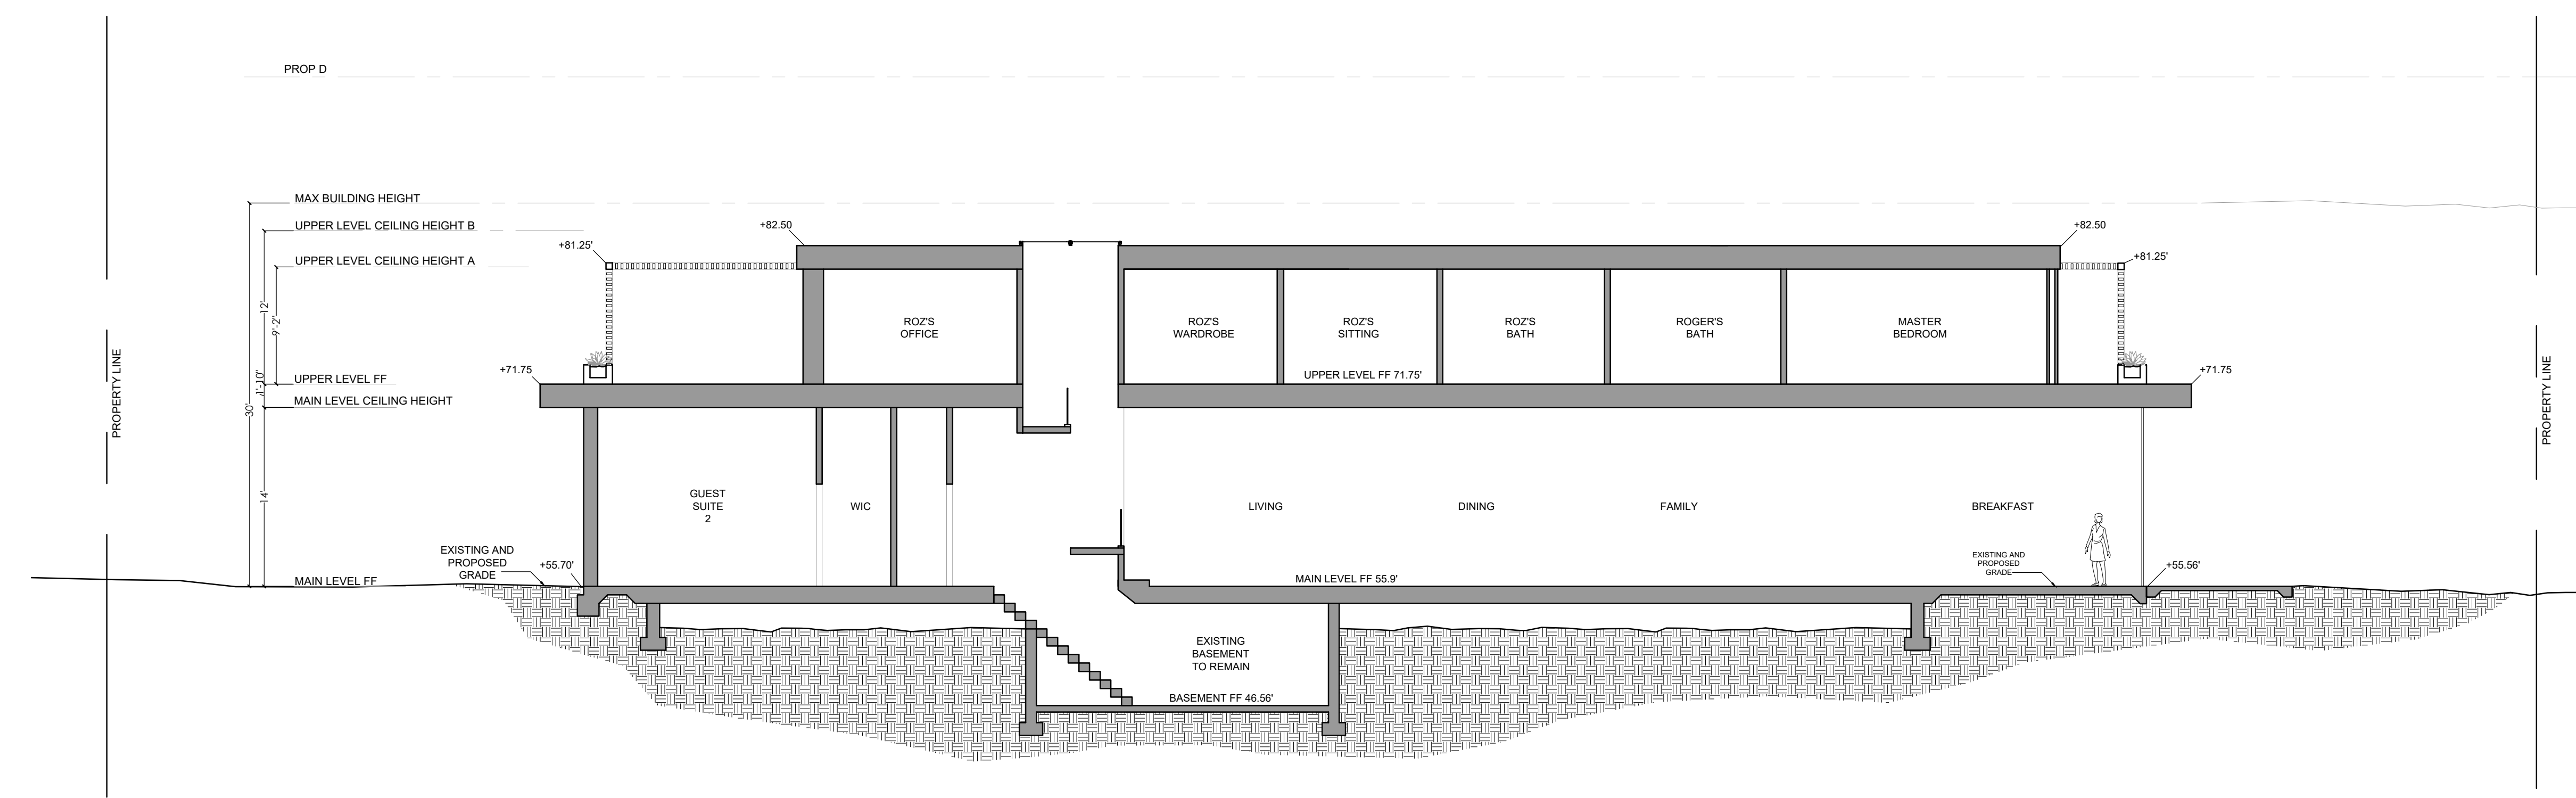 PROP D
MAX BUILDING HEIGHT
UPPER LEVEL CEILING HEIGHT B
+82.50
+82.50
+81.25'
UPPER LEVEL CEILING HEIGHT A
+81.25'
12'
9'-2"
ROZ'S
OFFICE
ROZ'S
WARDROBE
ROZ'S
SITTING
ROZ'S
BATH
ROGER'S
BATH
MASTER
BEDROOM
PROPERTY LINE
PROPERTY LINE
+71.75
UPPER LEVEL FF
1'-10"
UPPER LEVEL FF 71.75'
+71.75
MAIN LEVEL CEILING HEIGHT
30'
14'
GUEST
SUITE
2
WIC
LIVING
DINING
FAMILY
BREAKFAST
EXISTING AND
PROPOSED
GRADE
+55.70'
EXISTING AND
PROPOSED
GRADE
+55.56'
MAIN LEVEL FF
MAIN LEVEL FF 55.9'
EXISTING
BASEMENT
TO REMAIN
BASEMENT FF 46.56'